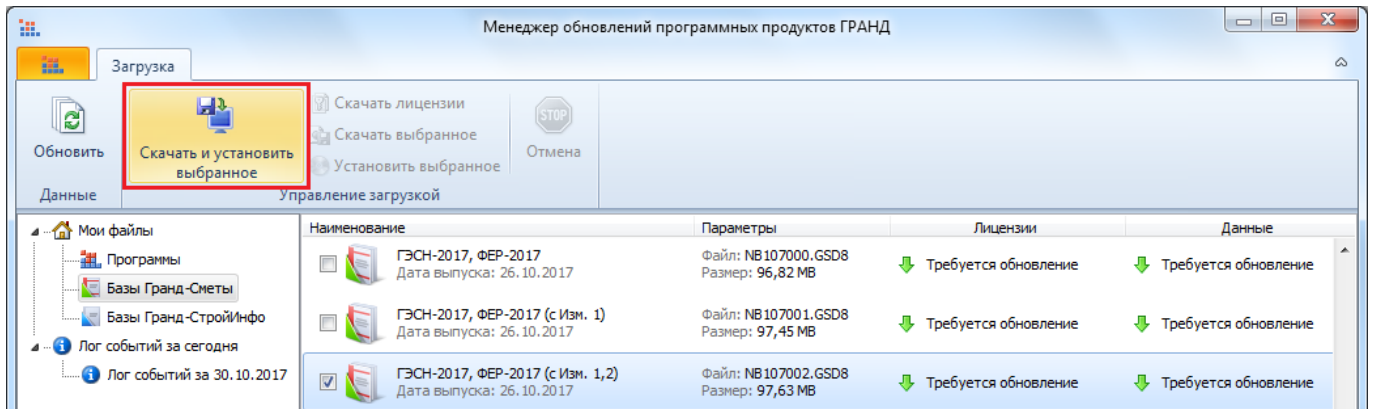 Менеджер обновлений программных продуктов ГРАНД
Загрузка
Обновить
Скачать и установить
выбранное
Скачать лицензии
Скачать выбранное
Установить выбранное
STOP
Отмена
Данные
Управление загрузкой
Мои файлы
Программы
Базы Гранд-Сметы
Базы Гранд-СтройИнфо
Лог событий за сегодня
Лог событий за 30.10.2017
Наименование Параметры Лицензии Данные
ГЭСН-2017, ФЕР-2017 Файл: NB107000.GSD8
Дата выпуска: 26.10.2017 Размер: 96,82 MB
Требуется обновление Требуется обновление
ГЭСН-2017, ФЕР-2017 (с Изм. 1) Файл: NB107001.GSD8
Дата выпуска: 26.10.2017 Размер: 97,45 MB
Требуется обновление Требуется обновление
ГЭСН-2017, ФЕР-2017 (с Изм. 1,2) Файл: NB107002.GSD8
Дата выпуска: 26.10.2017 Размер: 97,63 MB
Требуется обновление Требуется обновление